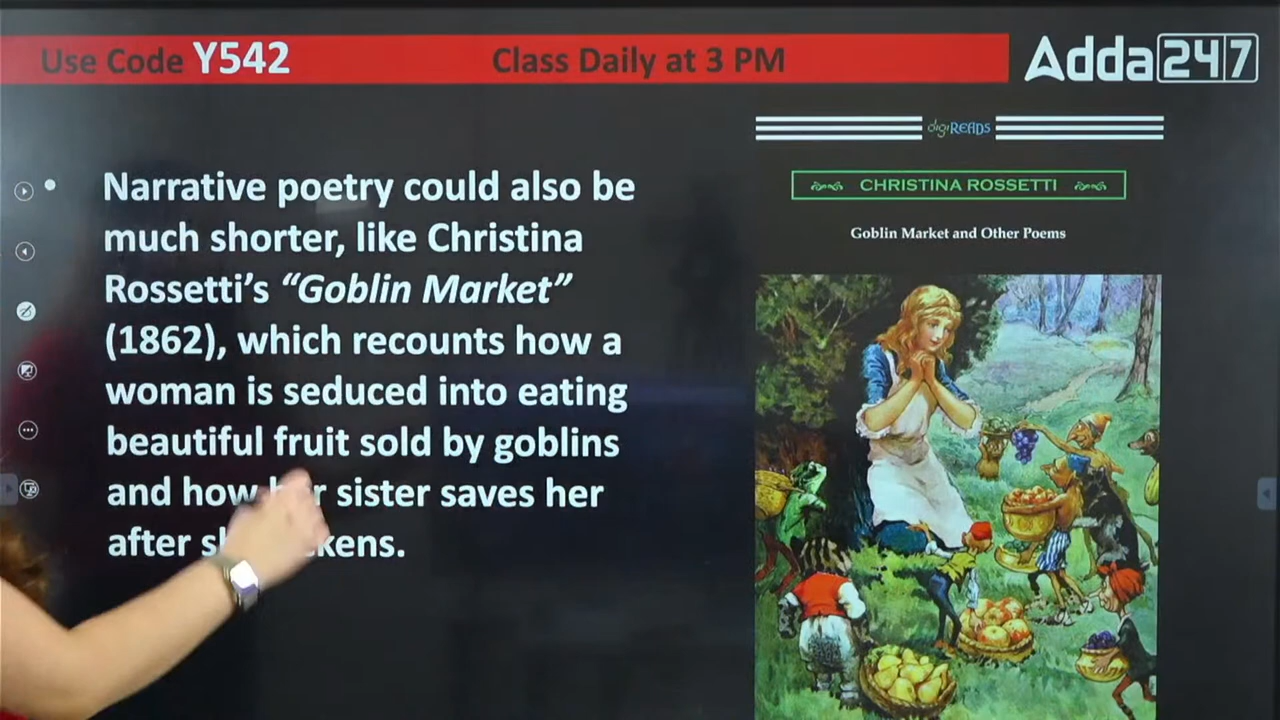 Use Code Y542 Class Daily at 3 PM Adda247
digiREADS
CHRISTINA ROSSETTI
Goblin Market and Other Poems
• Narrative poetry could also be
much shorter, like Christina
Rossetti’s “Goblin Market”
(1862), which recounts how a
woman is seduced into eating
beautiful fruit sold by goblins
and how sister saves her
after